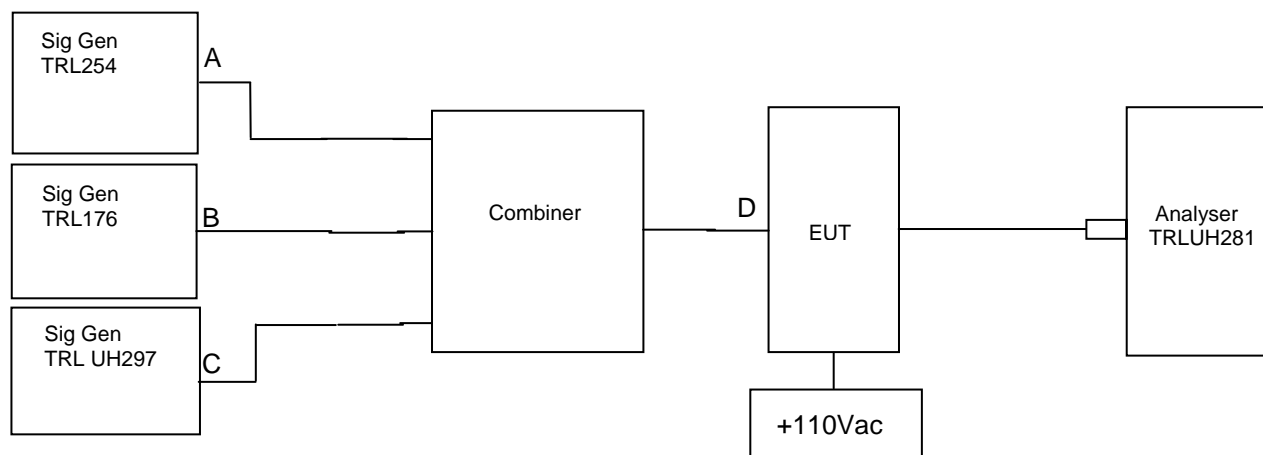 Sig Gen
TRL254
A
Sig Gen
TRL176
B
Sig Gen
TRL UH297
C
Combiner
D
EUT
+110Vac
Analyser
TRLUH281